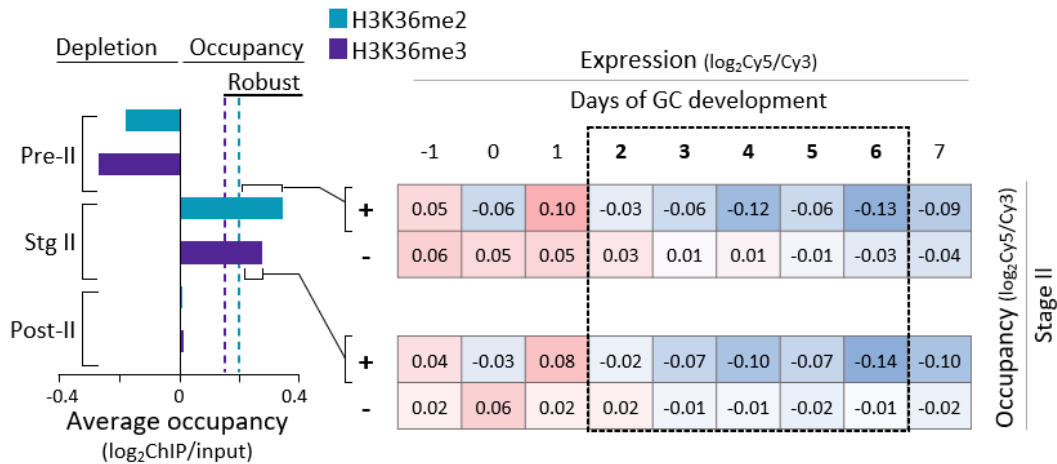 H3K36me2
H3K36me3
Depletion
Occupancy
Robust
Pre-II
Stg II
Post-II
-0.4
0
0.4
Average occupancy
(log₂ChIP/input)
Expression (log₂Cy5/Cy3)
Days of GC development
-1 0 1 2 3 4 5 6 7
+ 0.05 -0.06 0.10 -0.03 -0.06 -0.12 -0.06 -0.13 -0.09
- 0.06 0.05 0.05 0.03 0.01 0.01 -0.01 -0.03 -0.04
+ 0.04 -0.03 0.08 -0.02 -0.07 -0.10 -0.07 -0.14 -0.10
- 0.02 0.06 0.02 0.02 -0.01 -0.01 -0.02 -0.01 -0.02
Occupancy (log₂Cy5/Cy3)
Stage II